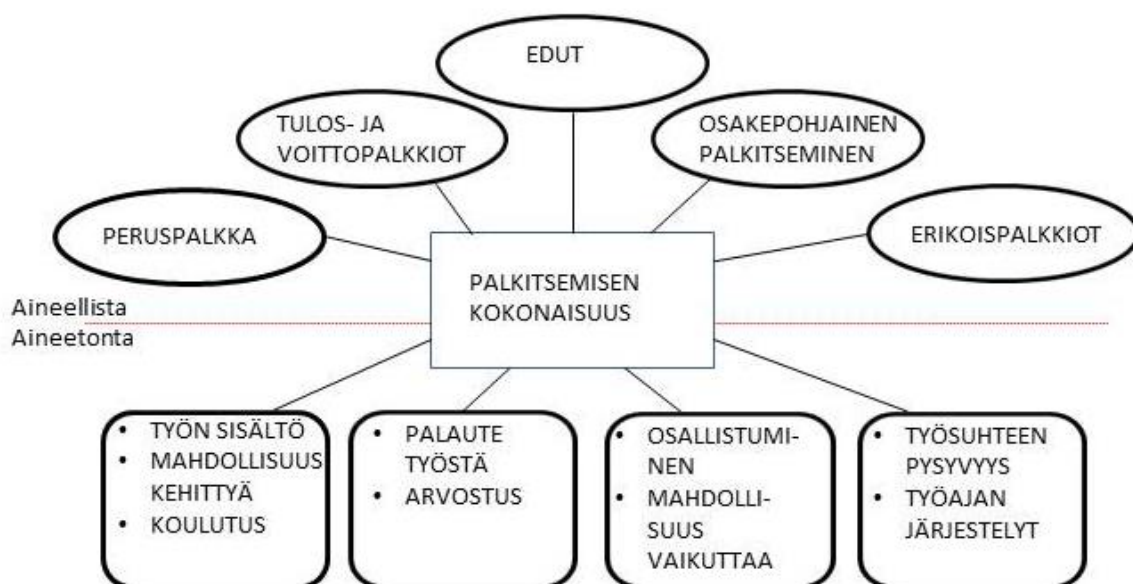 EDUT
TULOS- JA
VOITTOPALKKIOT
OSAKEPOHJAINEN
PALKITSEMINEN
PERUSPALKKA
ERIKOISPALKKIOT
PALKITSEMISEN
KOKONAISUUS
Aineellista
Aineetonta
• TYÖN SISÄLTÖ
• MAHDOLLISUUS
KEHITTYÄ
• KOULUTUS
• PALAUTE
TYÖSTÄ
• ARVOSTUS
• OSALLISTUMI-
NEN
• MAHDOLLI-
SUUS
VAIKUTTAA
• TYÖSUHTEEN
PYSYVYYS
• TYÖAJAN
JÄRJESTELYT